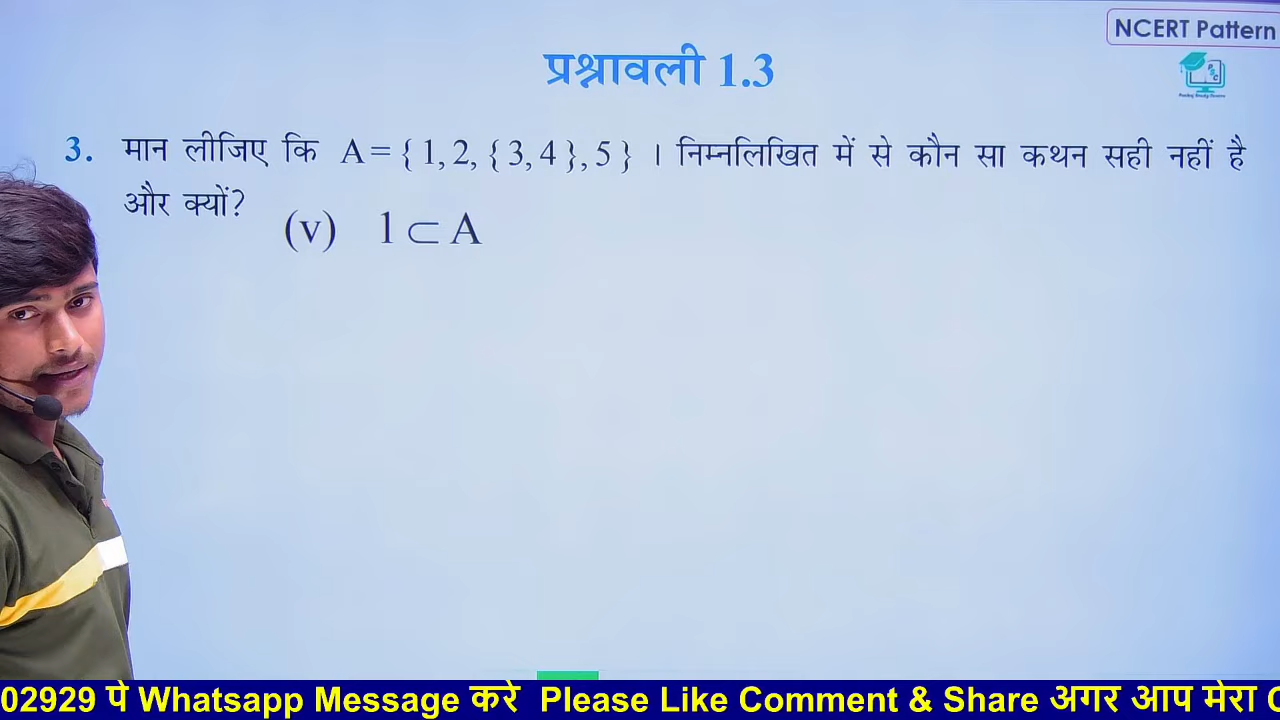 NCERT Pattern
प्रश्नावली 1.3
3. मान लीजिए कि A = { 1, 2, { 3, 4 }, 5 } । निम्नलिखित में से कौन सा कथन सही नहीं है
और क्यों?
(v) 1 ⊂ A
02929 पे Whatsapp Message करे Please Like Comment & Share अगर आप मेरा